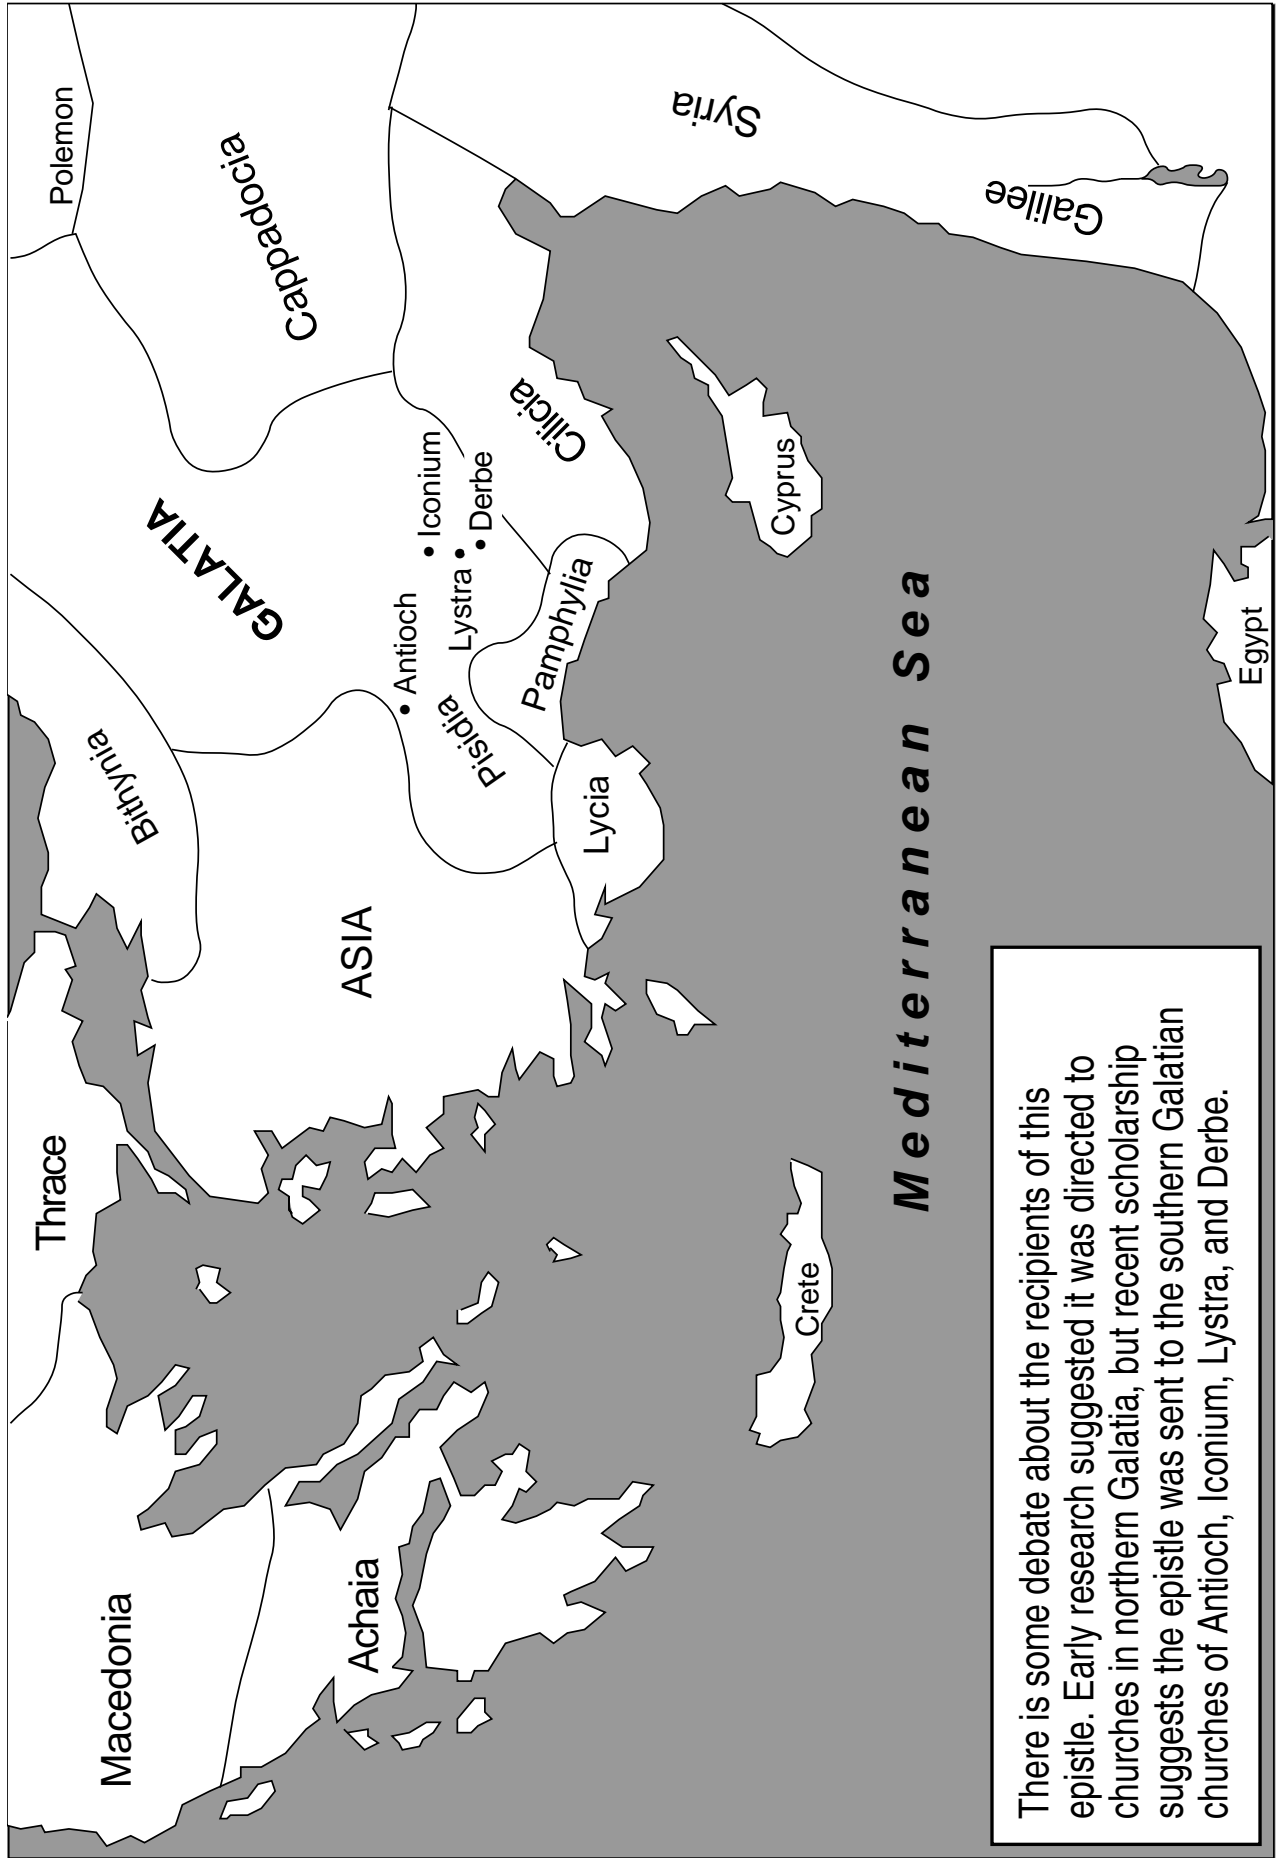 Thrace
Macedonia
Bithynia
Polemon
GALATIA
Cappadocia
ASIA
Achaia
Antioch
Iconium
Lystra
Derbe
Pisidia
Pamphylia
Cilicia
Lycia
Syria
Cyprus
Crete
Mediterranean Sea
Galilee
Egypt
There is some debate about the recipients of this
epistle. Early research suggested it was directed to
churches in northern Galatia, but recent scholarship
suggests the epistle was sent to the southern Galatian
churches of Antioch, Iconium, Lystra, and Derbe.